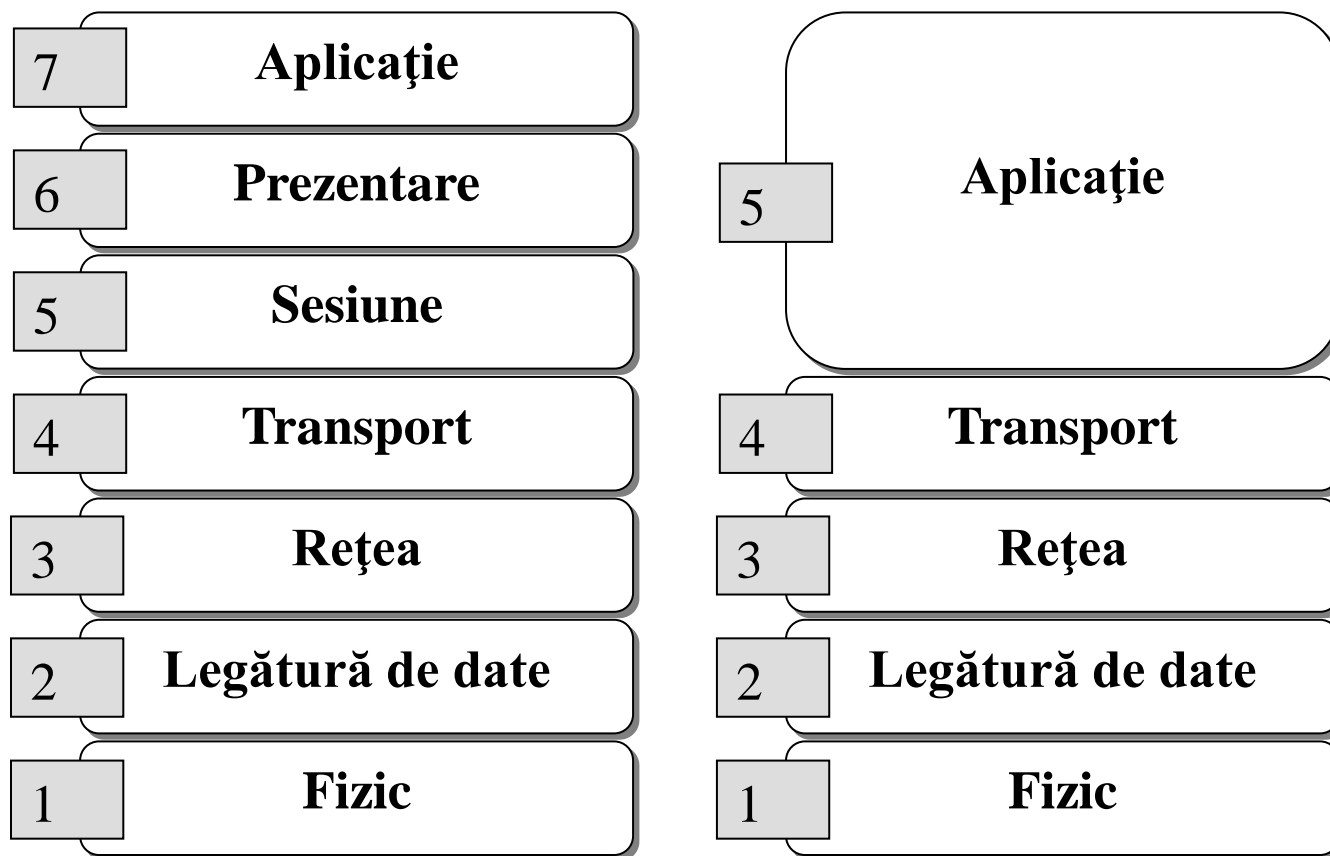 7
Aplicaţie
6
Prezentare
5
Sesiune
4
Transport
3
Reţea
2
Legătură de date
1
Fizic
5
Aplicaţie
4
Transport
3
Reţea
2
Legătură de date
1
Fizic